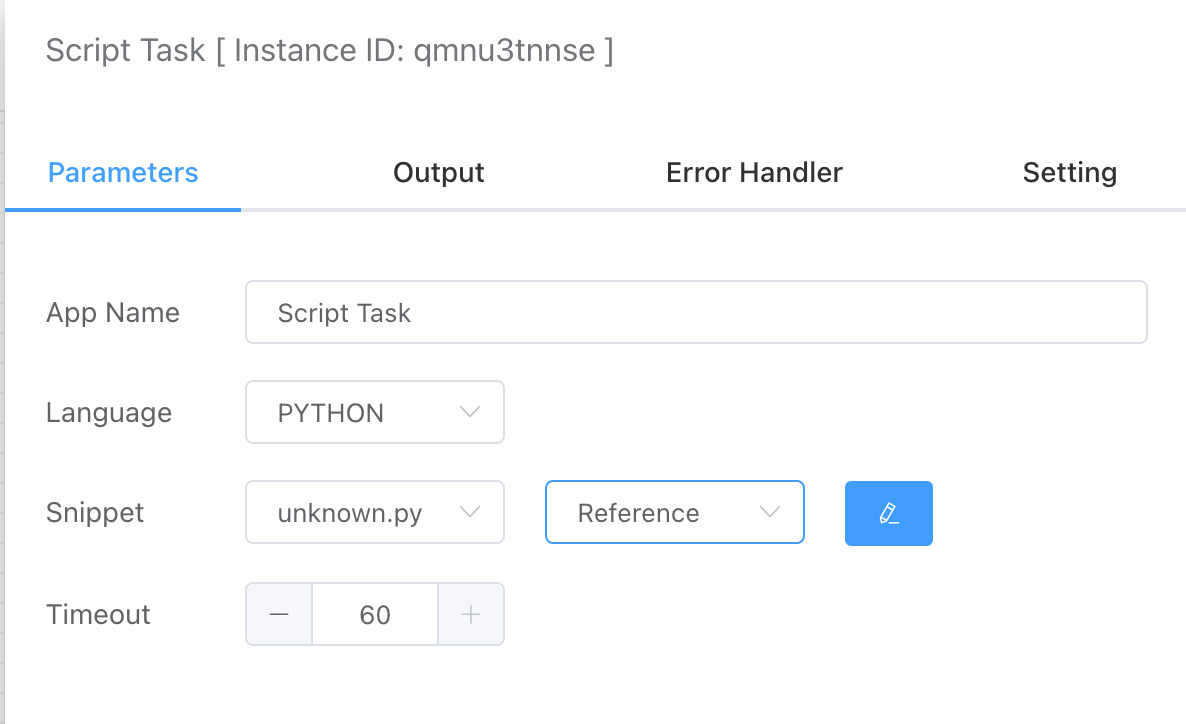 Script Task [ Instance ID: qmnu3tnnse ]
Parameters Output Error Handler Setting
App Name Script Task
Language PYTHON
Snippet unknown.py Reference
Timeout 60